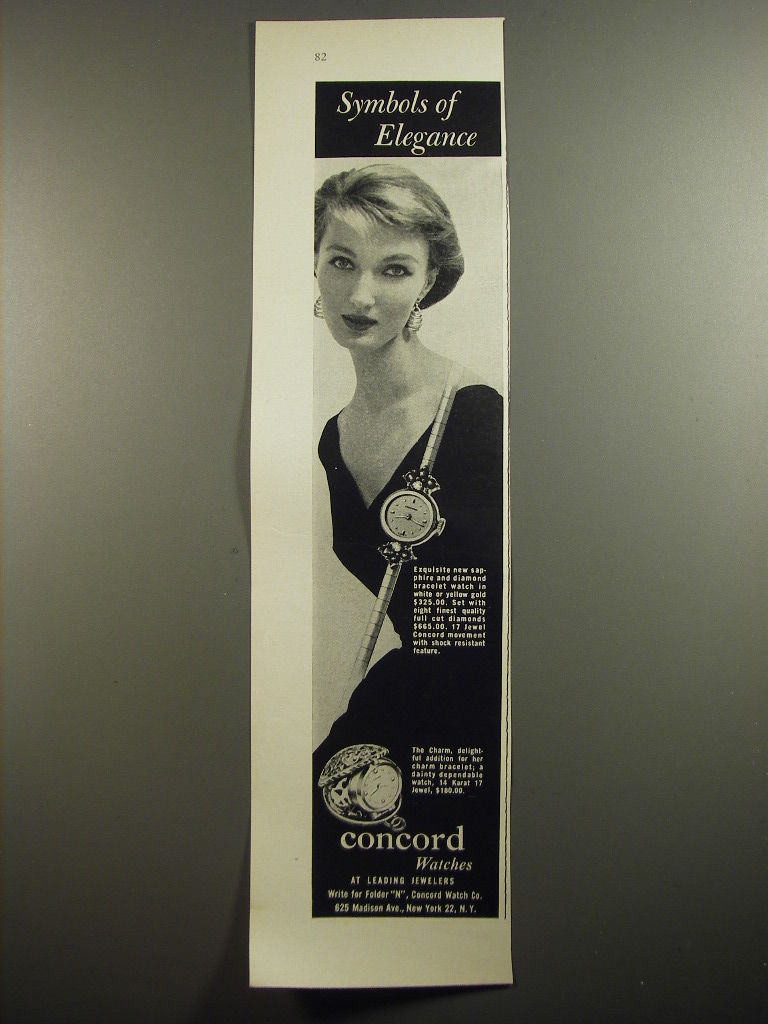 82
Symbols of
Elegance
Exquisite new sap-
phire and diamond
bracelet watch in
white or yellow gold
$325.00. Set with
eight finest quality
full cut diamonds
$665.00. 17 Jewel
Concord movement
with shock resistant
feature.
The Charm, delight-
ful addition for her
charm bracelet; a
dainty dependable
watch, 14 Karat 17
Jewel, $180.00.
concord
Watches
AT LEADING JEWELERS
Write for Folder "N", Concord Watch Co.
625 Madison Ave., New York 22, N. Y.